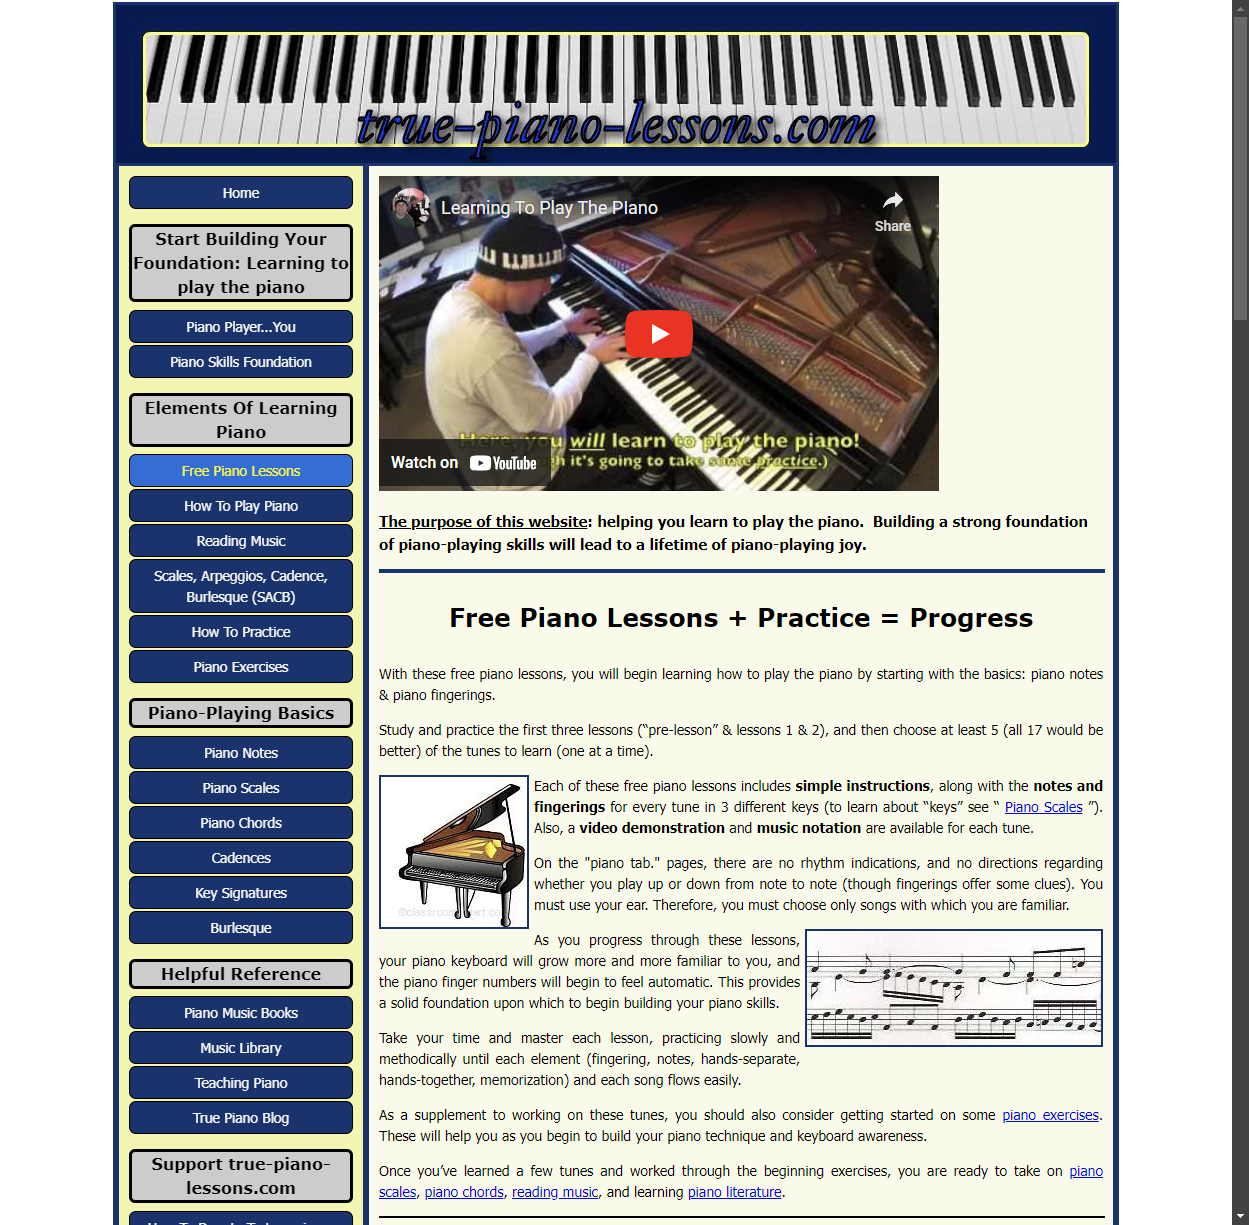 true-piano-lessons.com
Home
Start Building Your
Foundation: Learning to
play the piano
Piano Player...You
Piano Skills Foundation
Elements Of Learning
Piano
Free Piano Lessons
How To Play Piano
Reading Music
Scales, Arpeggios, Cadence,
Burlesque (SACB)
How To Practice
Piano Exercises
Piano-Playing Basics
Piano Notes
Piano Scales
Piano Chords
Cadences
Key Signatures
Burlesque
Helpful Reference
Piano Music Books
Music Library
Teaching Piano
True Piano Blog
Support true-piano-
lessons.com
Learning To Play The PIano
Share
Here, you will learn to play the piano!
it's going to take some practice.)
Watch on YouTube
The purpose of this website: helping you learn to play the piano.  Building a strong foundation
of piano-playing skills will lead to a lifetime of piano-playing joy.
Free Piano Lessons + Practice = Progress
With these free piano lessons, you will begin learning how to play the piano by starting with the basics: piano notes
& piano fingerings.
Study and practice the first three lessons (“pre-lesson” & lessons 1 & 2), and then choose at least 5 (all 17 would be
better) of the tunes to learn (one at a time).
Each of these free piano lessons includes simple instructions, along with the notes and
fingerings for every tune in 3 different keys (to learn about “keys” see “ Piano Scales ”).
Also, a video demonstration and music notation are available for each tune.
On the "piano tab." pages, there are no rhythm indications, and no directions regarding
whether you play up or down from note to note (though fingerings offer some clues). You
must use your ear. Therefore, you must choose only songs with which you are familiar.
As you progress through these lessons,
your piano keyboard will grow more and more familiar to you, and
the piano finger numbers will begin to feel automatic. This provides
a solid foundation upon which to begin building your piano skills.
Take your time and master each lesson, practicing slowly and
methodically until each element (fingering, notes, hands-separate,
hands-together, memorization) and each song flows easily.
As a supplement to working on these tunes, you should also consider getting started on some piano exercises.
These will help you as you begin to build your piano technique and keyboard awareness.
Once you’ve learned a few tunes and worked through the beginning exercises, you are ready to take on piano
scales, piano chords, reading music, and learning piano literature.